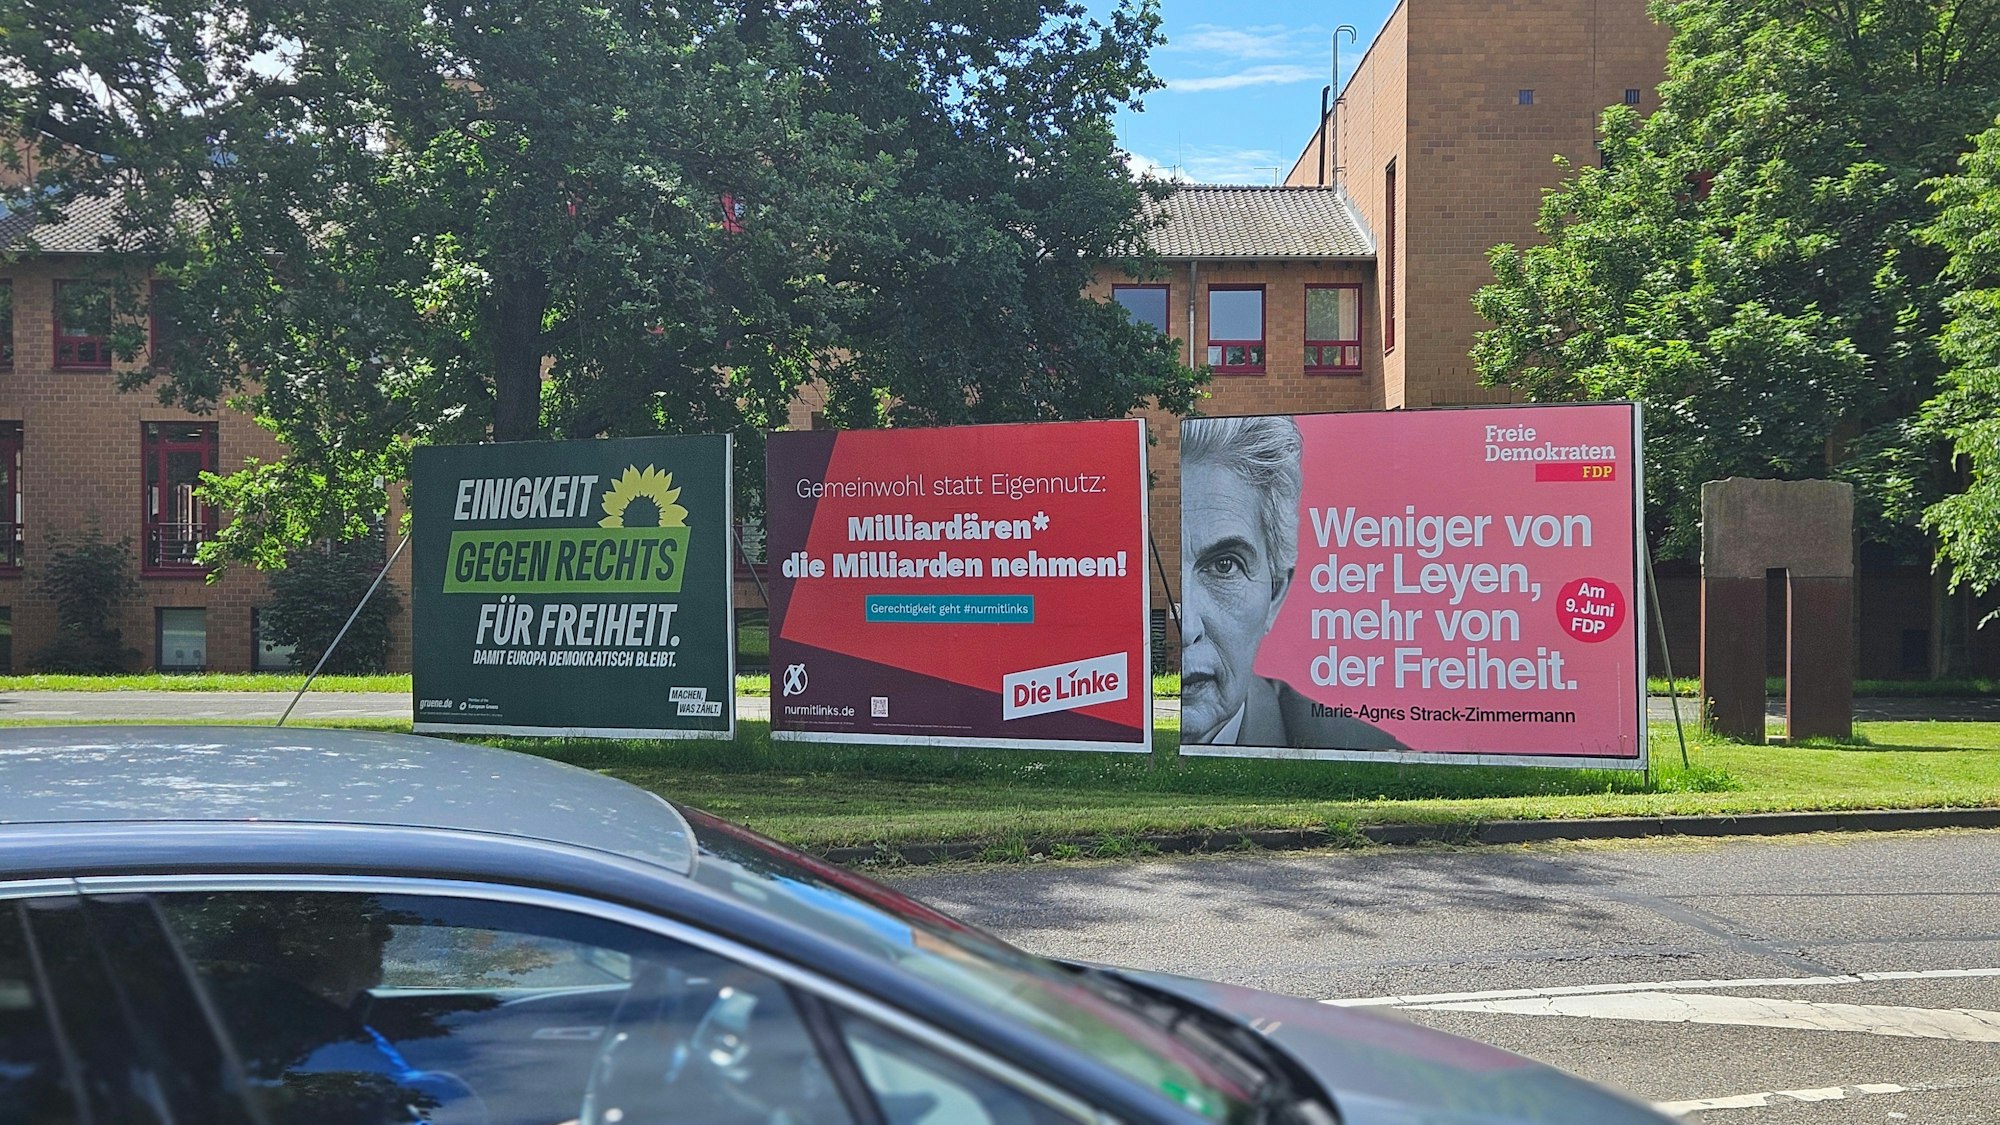 EINIGKEIT
GEGEN RECHTS
FÜR FREIHEIT.
DAMIT EUROPA DEMOKRATISCH BLEIBT.
gruene.de
European Greens
MACHEN,
WAS ZÄHLT.
Gemeinwohl statt Eigennutz:
Milliardären*
die Milliarden nehmen!
Gerechtigkeit geht #nurmitlinks
nurmitlinks.de
Die Linke
Freie
Demokraten
FDP
Weniger von
der Leyen,
mehr von
der Freiheit.
Am
9. Juni
FDP
Marie-Agnes Strack-Zimmermann